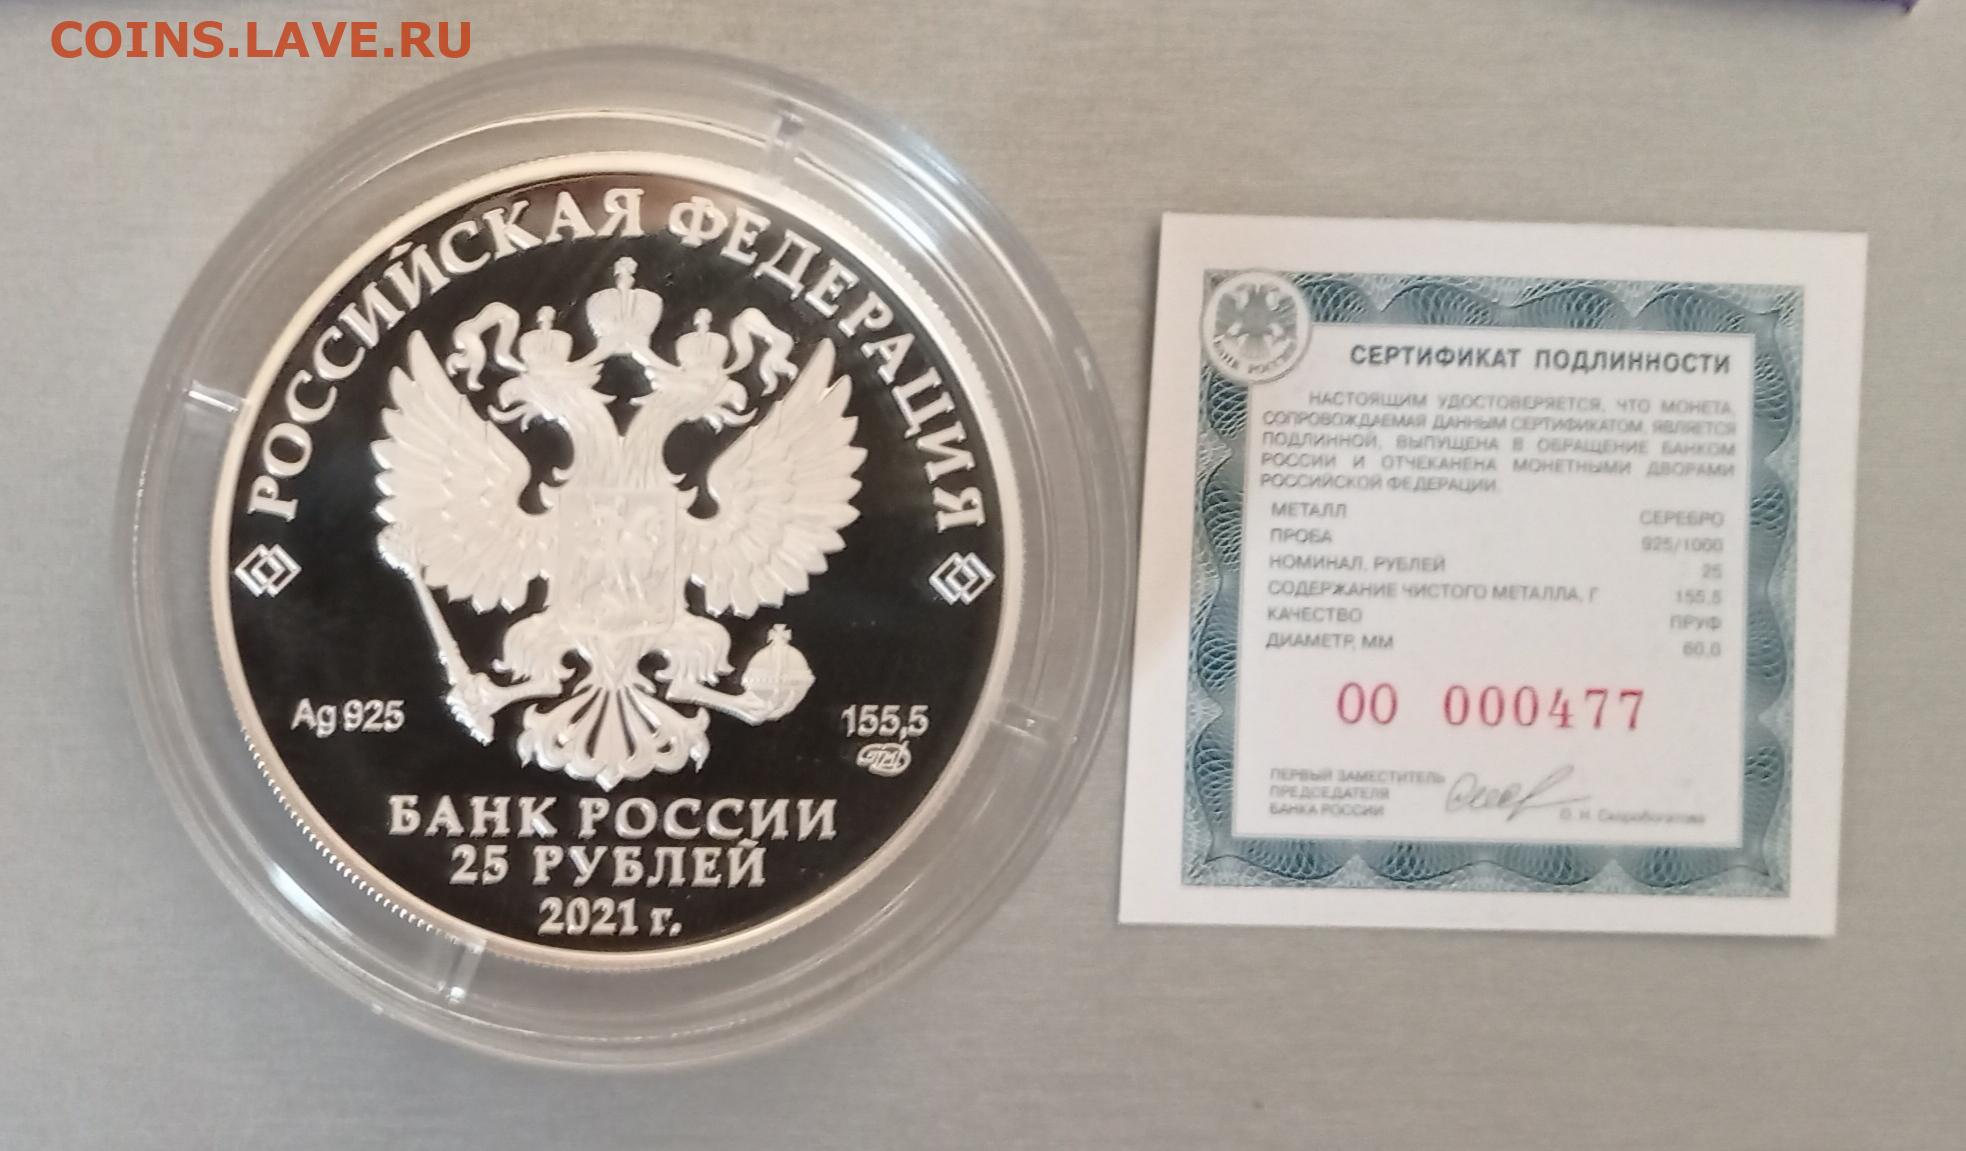 COINS.LAVE.RU
РОССИЙСКАЯ ФЕДЕРАЦИЯ
Ag 925
155,5
БАНК РОССИИ
25 РУБЛЕЙ
2021 г.
БАНК РОССИИ
СЕРТИФИКАТ ПОДЛИННОСТИ
НАСТОЯЩИМ УДОСТОВЕРЯЕТСЯ, ЧТО МОНЕТА,
СОПРОВОЖДАЕМАЯ ДАННЫМ СЕРТИФИКАТОМ, ЯВЛЯЕТСЯ
ПОДЛИННОЙ, ВЫПУЩЕНА В ОБРАЩЕНИЕ БАНКОМ
РОССИИ И ОТЧЕКАНЕНА МОНЕТНЫМИ ДВОРАМИ
РОССИЙСКОЙ ФЕДЕРАЦИИ.
МЕТАЛЛ СЕРЕБРО
ПРОБА 925/1000
НОМИНАЛ, РУБЛЕЙ 25
СОДЕРЖАНИЕ ЧИСТОГО МЕТАЛЛА, Г 155,5
КАЧЕСТВО ПРУФ
ДИАМЕТР, ММ 60,0
ОО 000477
ПЕРВЫЙ ЗАМЕСТИТЕЛЬ
ПРЕДСЕДАТЕЛЯ
БАНКА РОССИИ
О. Н. Скоробогатова